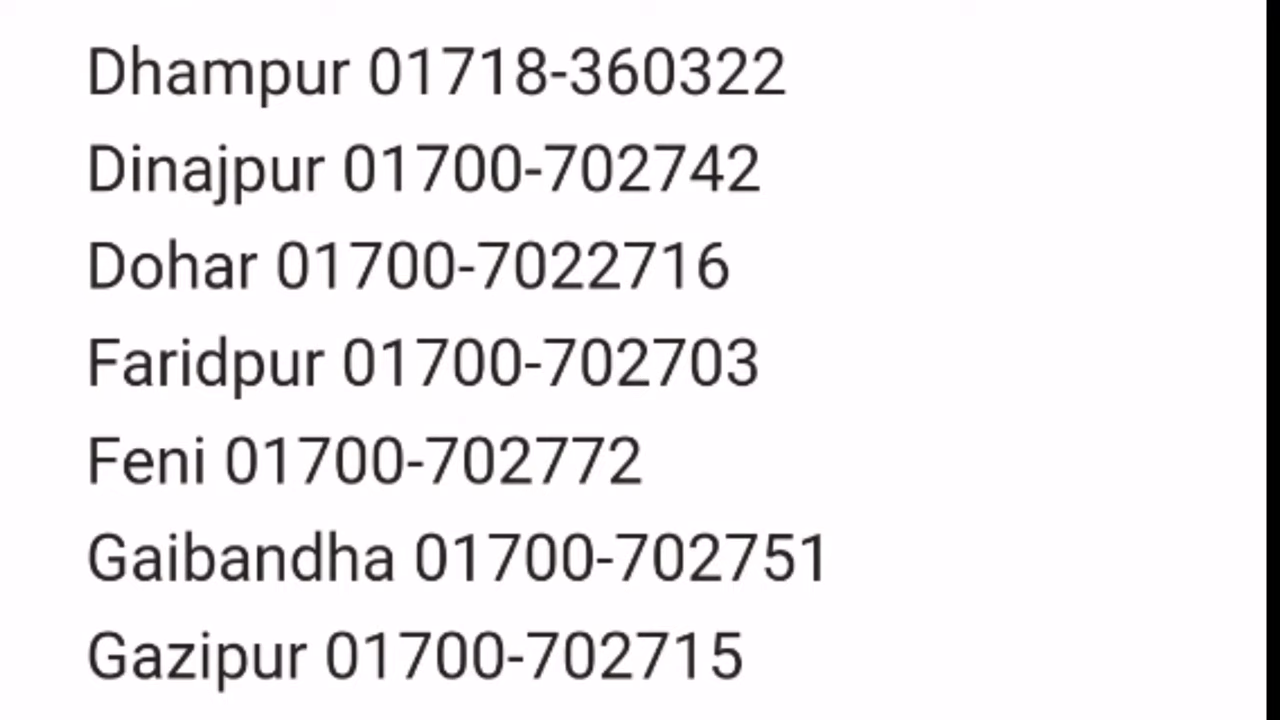 Dhampur 01718-360322
Dinajpur 01700-702742
Dohar 01700-7022716
Faridpur 01700-702703
Feni 01700-702772
Gaibandha 01700-702751
Gazipur 01700-702715